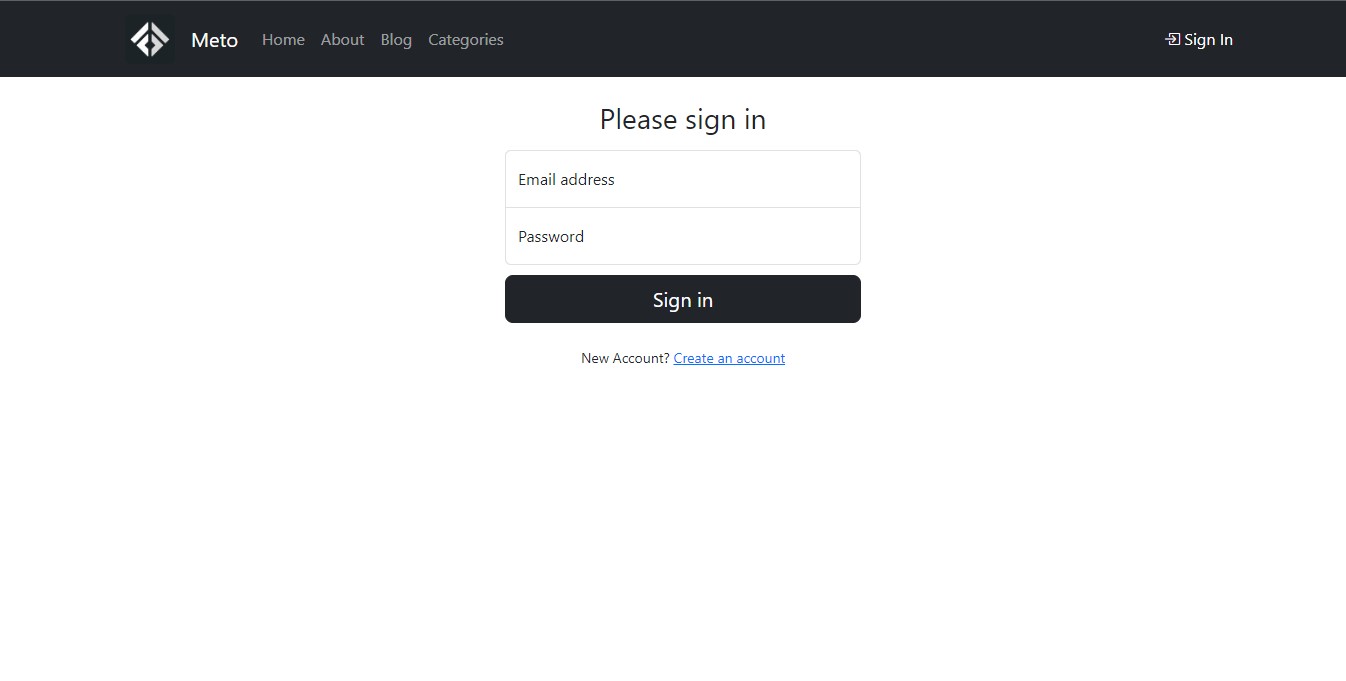 Meto Home About Blog Categories Sign In
Please sign in
Email address
Password
Sign in
New Account? Create an account